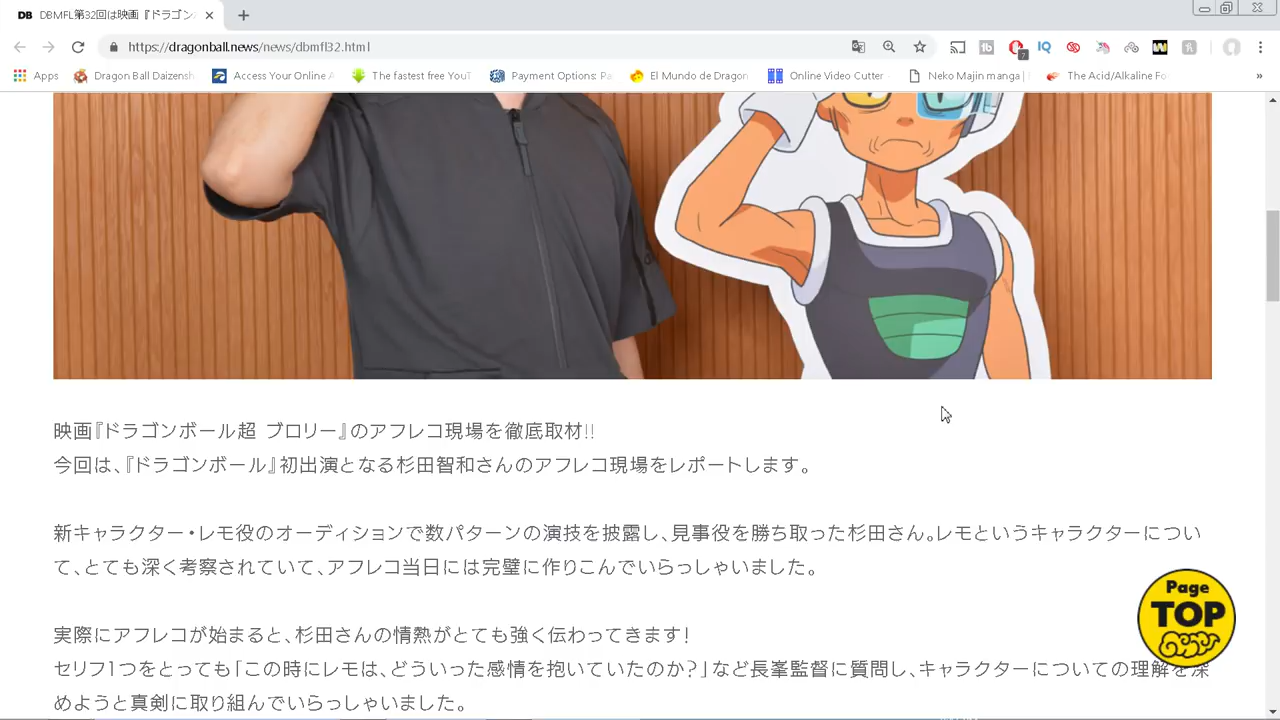 DB DBMFL第32回は映画『ドラゴン
https://dragonball.news/news/dbmfl32.html
Apps Dragon Ball Daizensh Access Your Online A The fastest free YouT Payment Options: Pa El Mundo de Dragon Online Video Cutter Neko Majin manga | The Acid/Alkaline Fo »
映画『ドラゴンボール超 ブロリー』のアフレコ現場を徹底取材!!
今回は、『ドラゴンボール』初出演となる杉田智和さんのアフレコ現場をレポートします。
新キャラクター・レモ役のオーディションで数パターンの演技を披露し、見事役を勝ち取った杉田さん。レモというキャラクターについ
て、とても深く考察されていて、アフレコ当日には完璧に作りこんでいらっしゃいました。
Page
TOP
実際にアフレコが始まると、杉田さんの情熱がとても強く伝わってきます！
セリフ1つをとっても「この時にレモは、どういった感情を抱いていたのか？」など長峯監督に質問し、キャラクターについての理解を深
めようと真剣に取り組んでいらっしゃいました。